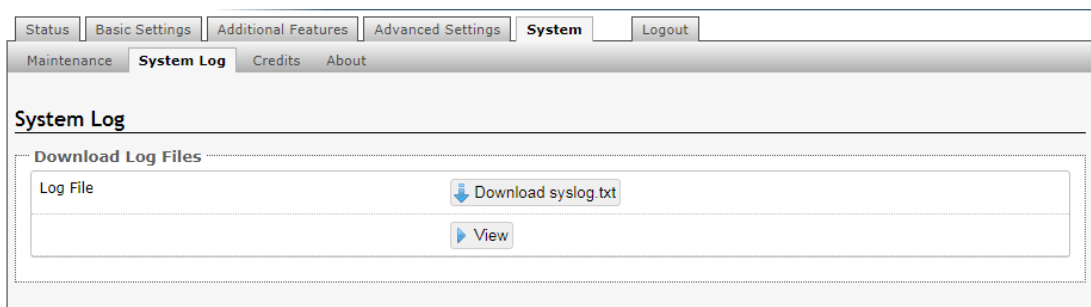 Status Basic Settings Additional Features Advanced Settings System Logout
Maintenance System Log Credits About
System Log
Download Log Files
Log File Download syslog.txt
View